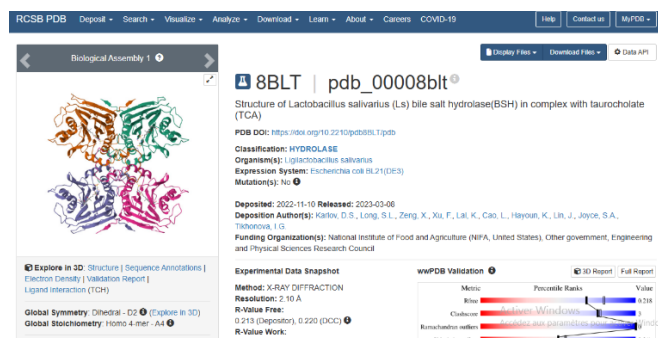 RCSB PDB Deposit Search Visualize Analyze Download Learn About Careers COVID-19 Help Contact us MyPDB
Biological Assembly 1
Display Files Download Files Data API
8BLT | pdb_00008blt
Structure of Lactobacillus salivarius (Ls) bile salt hydrolase(BSH) in complex with taurocholate
(TCA)
PDB DOI: https://doi.org/10.2210/pdb8BLT/pdb
Classification: HYDROLASE
Organism(s): Ligilactobacillus salivarius
Expression System: Escherichia coli BL21(DE3)
Mutation(s): No
Deposited: 2022-11-10 Released: 2023-03-08
Deposition Author(s): Karlov, D.S., Long, S.L., Zeng, X., Xu, F., Lal, K., Cao, L., Hayoun, K., Lin, J., Joyce, S.A.,
Tikhonova, I.G.
Funding Organization(s): National Institute of Food and Agriculture (NIFA, United States), Other government, Engineering
and Physical Sciences Research Council
Explore in 3D: Structure | Sequence Annotations |
Electron Density | Validation Report |
Ligand Interaction (TCH)
Global Symmetry: Dihedral - D2 (Explore in 3D)
Global Stoichiometry: Homo 4-mer - A4
Experimental Data Snapshot
Method: X-RAY DIFFRACTION
Resolution: 2.10 Å
R-Value Free:
0.213 (Depositor), 0.220 (DCC)
R-Value Work:
wwPDB Validation 3D Report Full Report
Metric Percentile Ranks Value
Rfree 0.218
Clashscore 3
Ramachandran outliers 0
Activer Windows
Accédez aux paramètres pour